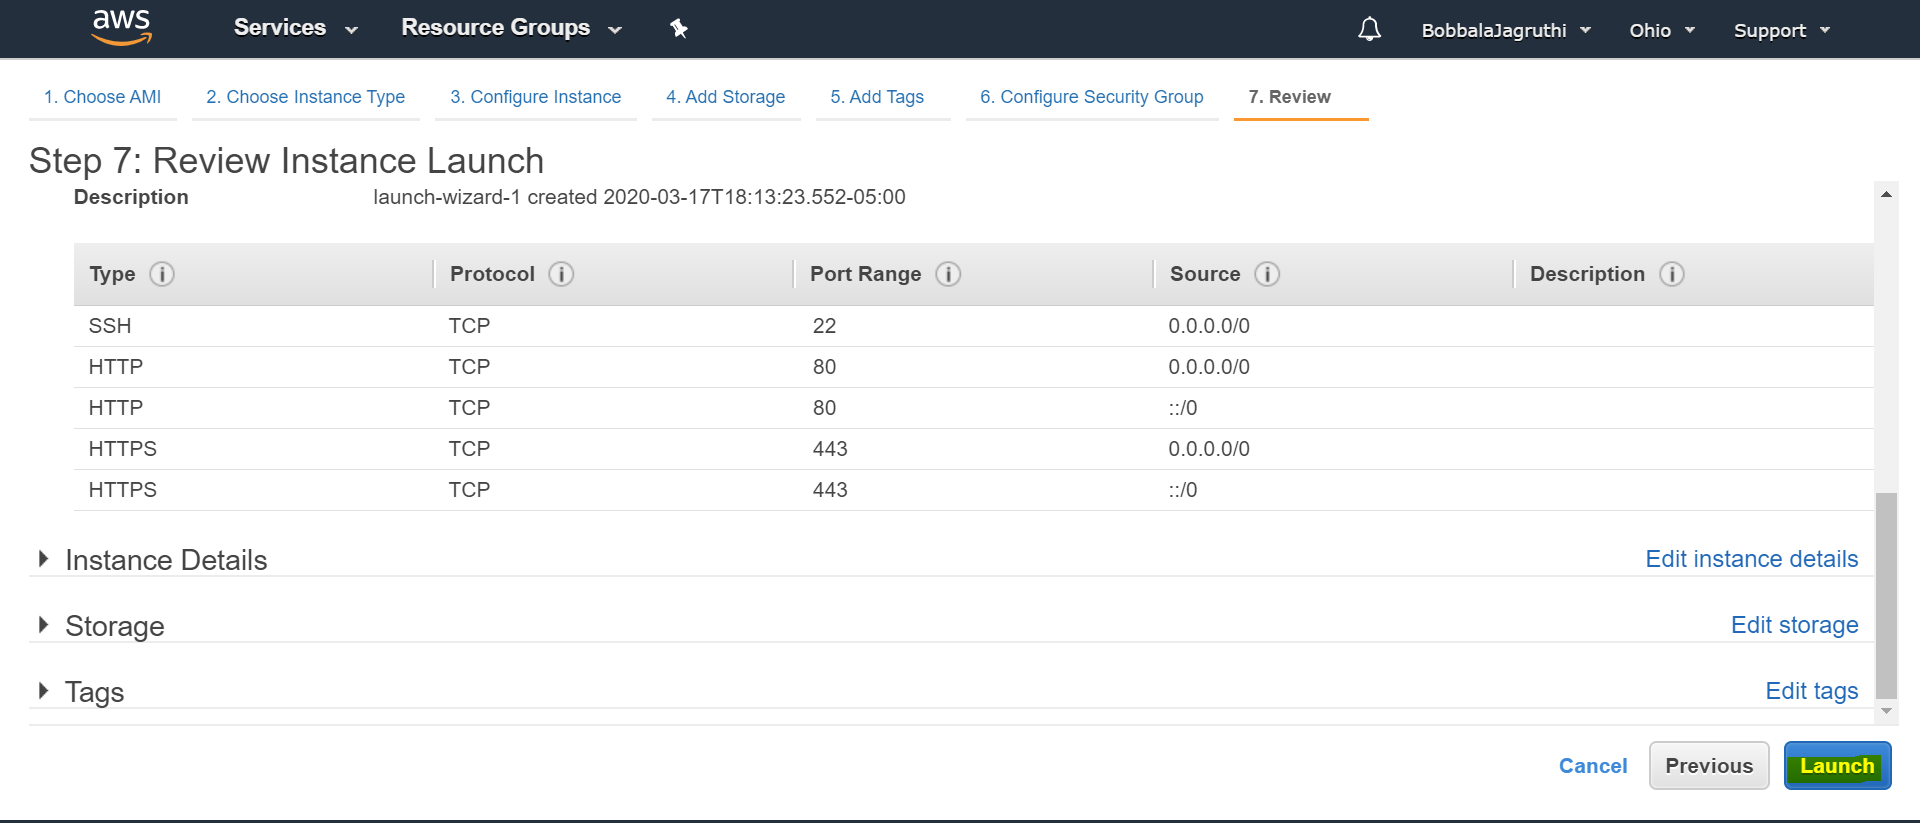 aws Services Resource Groups BobbalaJagruthi Ohio Support
1. Choose AMI 2. Choose Instance Type 3. Configure Instance 4. Add Storage 5. Add Tags 6. Configure Security Group 7. Review
Step 7: Review Instance Launch
Description launch-wizard-1 created 2020-03-17T18:13:23.552-05:00
Type i Protocol i Port Range i Source i Description i
SSH TCP 22 0.0.0.0/0
HTTP TCP 80 0.0.0.0/0
HTTP TCP 80 ::/0
HTTPS TCP 443 0.0.0.0/0
HTTPS TCP 443 ::/0
Instance Details Edit instance details
Storage Edit storage
Tags Edit tags
Cancel Previous Launch